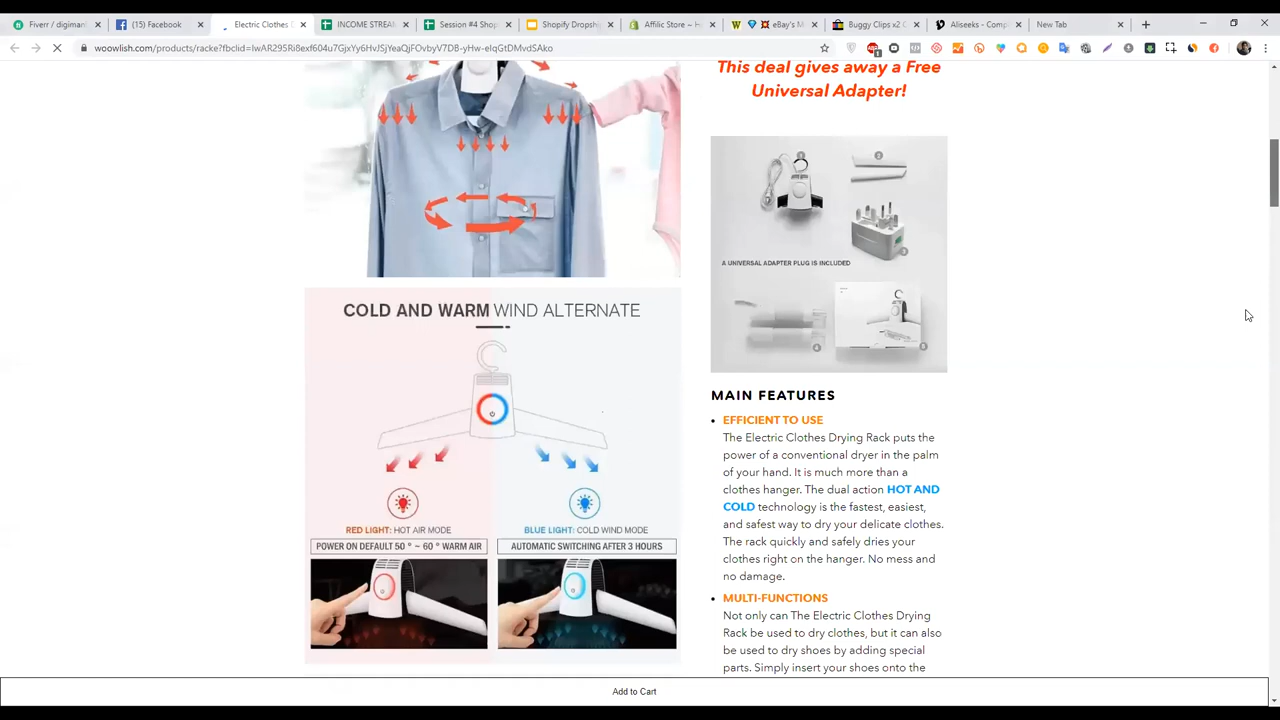 Fiverr / digimar
(15) Facebook
Electric Clothes D
INCOME STREAM
Session #4 Shop
Shopify Dropship
Affilic Store ~ H
eBay's M
Buggy Clips x2 C
Aliseeks - Comp
New Tab
woowlish.com/products/racke?fbclid=
This deal gives away a Free
Universal Adapter!
A UNIVERSAL ADAPTER PLUG IS INCLUDED
COLD AND WARM WIND ALTERNATE
RED LIGHT: HOT AIR MODE
BLUE LIGHT: COLD WIND MODE
POWER ON DEFAULT 50 ° ~ 60 ° WARM AIR
AUTOMATIC SWITCHING AFTER 3 HOURS
MAIN FEATURES
EFFICIENT TO USE
The Electric Clothes Drying Rack puts the
power of a conventional dryer in the palm
of your hand. It is much more than a
clothes hanger. The dual action HOT AND
COLD technology is the fastest, easiest,
and safest way to dry your delicate clothes.
The rack quickly and safely dries your
clothes right on the hanger. No mess and
no damage.
MULTI-FUNCTIONS
Not only can The Electric Clothes Drying
Rack be used to dry clothes, but it can also
be used to dry shoes by adding special
parts. Simply insert your shoes onto the
Add to Cart